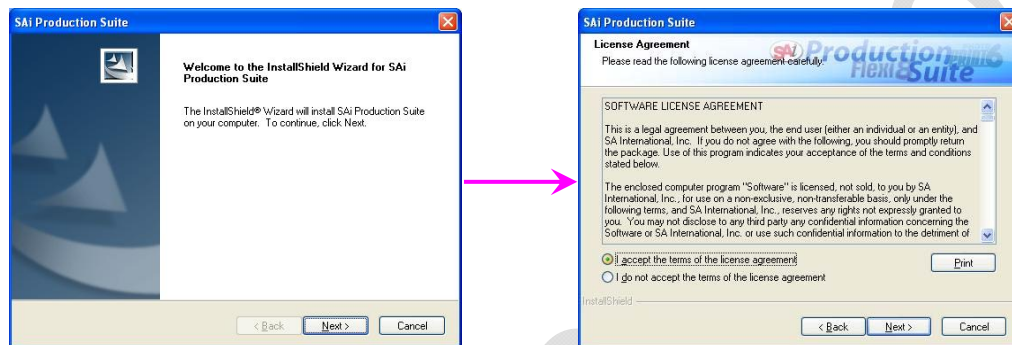 SAi Production Suite
Welcome to the InstallShield Wizard for SAi
Production Suite
The InstallShield® Wizard will install SAi Production Suite
on your computer. To continue, click Next.
< Back
Next >
Cancel
SAi Production Suite
License Agreement
Please read the following license agreement carefully.
SAi Production
Flexi8 Suite
SOFTWARE LICENSE AGREEMENT
This is a legal agreement between you, the end user (either an individual or an entity), and
SA International, Inc. If you do not agree with the following, you should promptly return
the package. Use of this program indicates your acceptance of the terms and conditions
stated below.
The enclosed computer program "Software" is licensed, not sold, to you by SA
International, Inc., for use on a non-exclusive, non-transferable basis, only under the
following terms, and SA International, Inc., reserves any rights not expressly granted to
you. You may not disclose to any third party any confidential information concerning the
Software or SA International, Inc. or use such confidential information to the detriment of
I accept the terms of the license agreement
Print
I do not accept the terms of the license agreement
InstallShield
< Back
Next >
Cancel